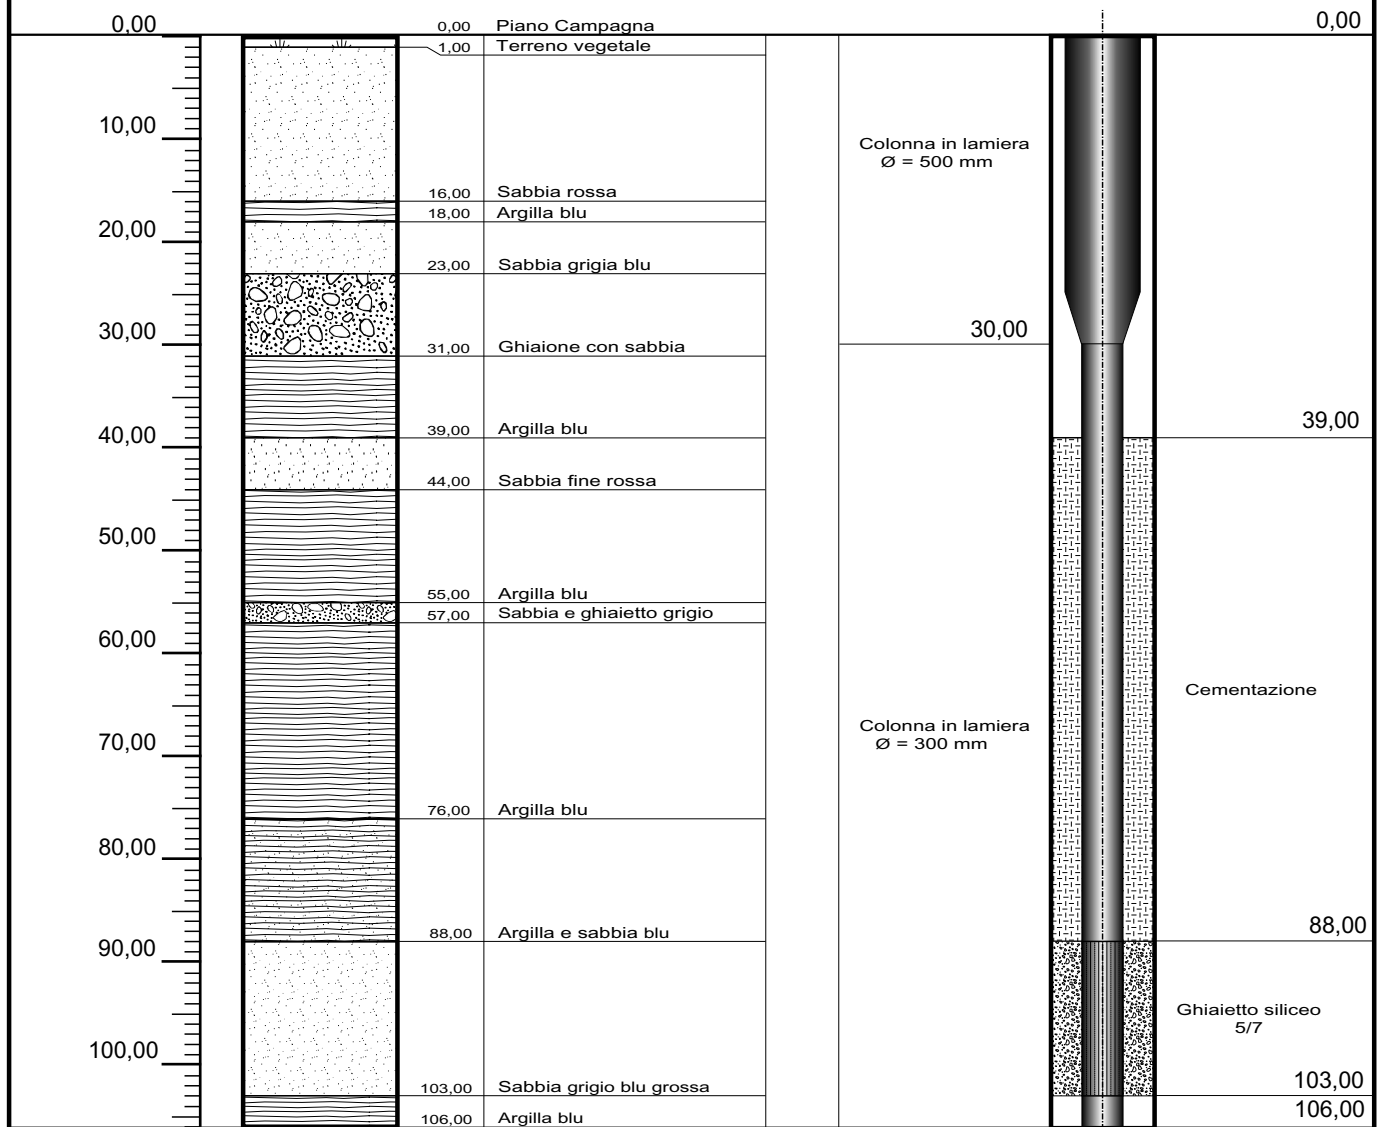 0,00
0,00 Piano Campagna
0,00
1,00 Terreno vegetale
10,00
Colonna in lamiera
Ø = 500 mm
16,00 Sabbia rossa
18,00 Argilla blu
20,00
23,00 Sabbia grigia blu
30,00
30,00
31,00 Ghiaione con sabbia
39,00
39,00 Argilla blu
40,00
44,00 Sabbia fine rossa
50,00
55,00 Argilla blu
57,00 Sabbia e ghiaietto grigio
60,00
Cementazione
Colonna in lamiera
Ø = 300 mm
70,00
76,00 Argilla blu
80,00
88,00
88,00 Argilla e sabbia blu
90,00
Ghiaietto siliceo
5/7
100,00
103,00
103,00 Sabbia grigio blu grossa
106,00
106,00 Argilla blu